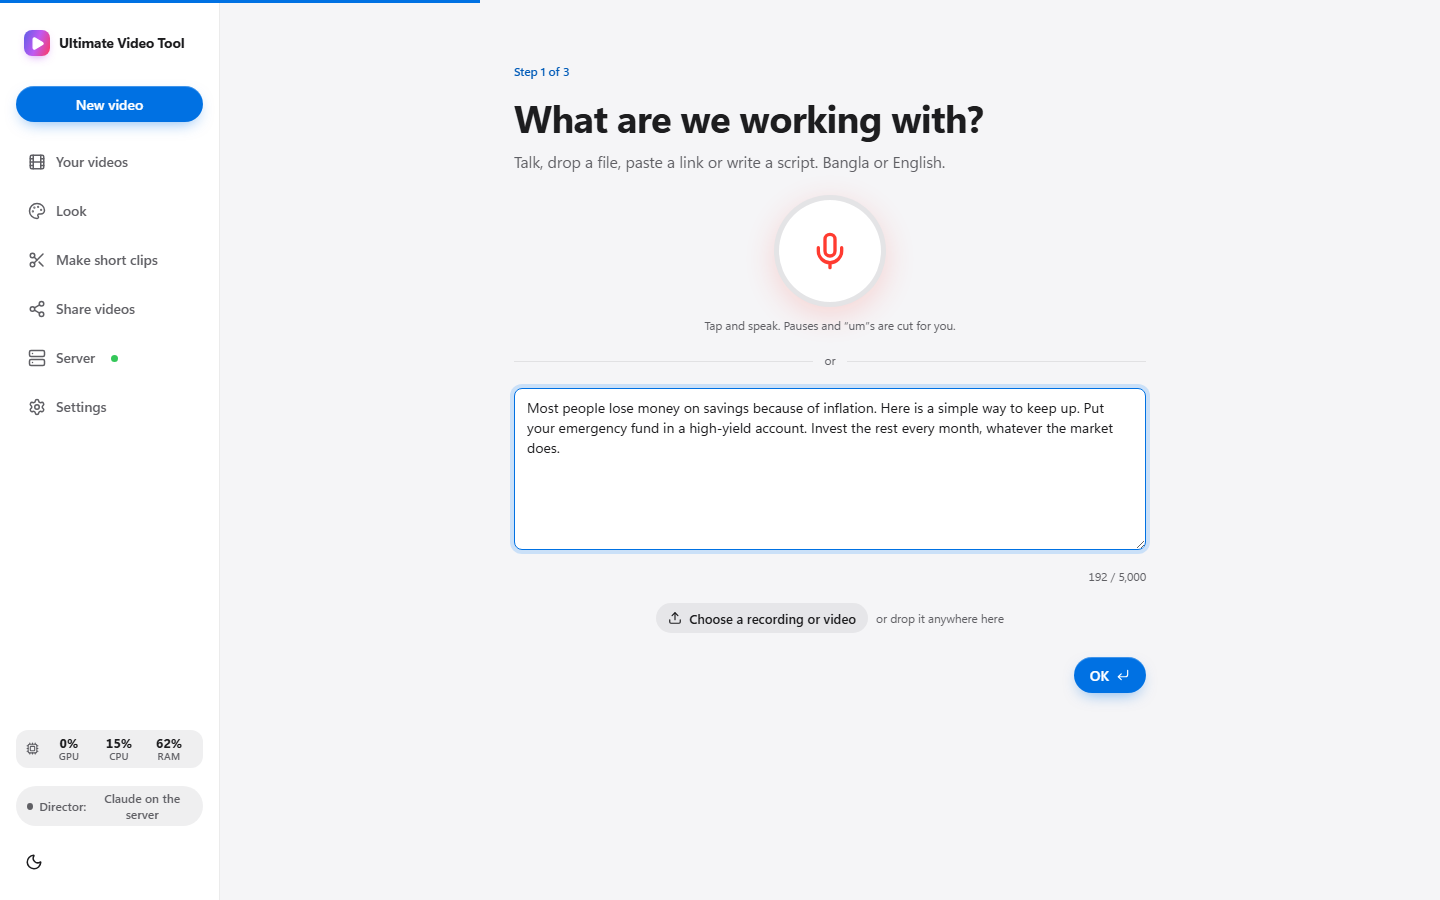 Ultimate Video Tool
New video
Your videos
Look
Make short clips
Share videos
Server
Settings
0% 15% 62%
GPU CPU RAM
Director: Claude on the
server
Step 1 of 3
What are we working with?
Talk, drop a file, paste a link or write a script. Bangla or English.
Tap and speak. Pauses and “um”s are cut for you.
or
Most people lose money on savings because of inflation. Here is a simple way to keep up. Put
your emergency fund in a high-yield account. Invest the rest every month, whatever the market
does.
192 / 5,000
Choose a recording or video or drop it anywhere here
OK